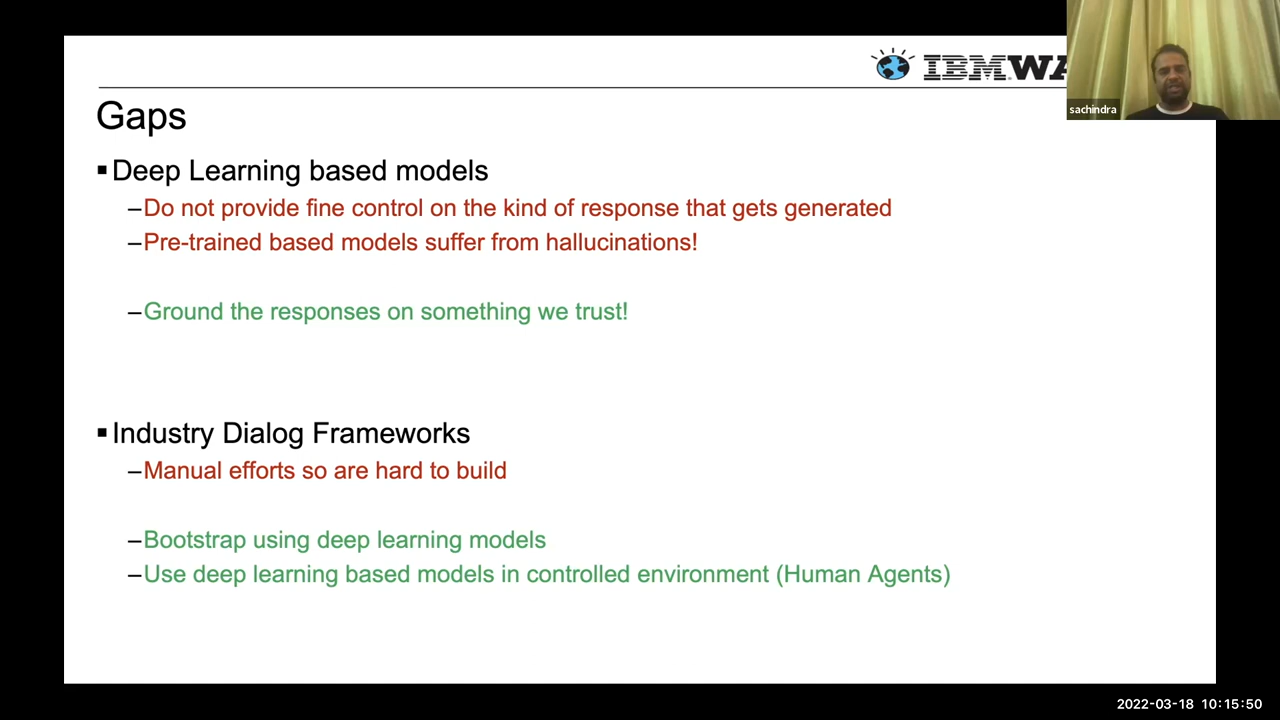 IBM WA
sachindra
Gaps
▪Deep Learning based models
–Do not provide fine control on the kind of response that gets generated
–Pre-trained based models suffer from hallucinations!
–Ground the responses on something we trust!
▪Industry Dialog Frameworks
–Manual efforts so are hard to build
–Bootstrap using deep learning models
–Use deep learning based models in controlled environment (Human Agents)
2022-03-18 10:15:50